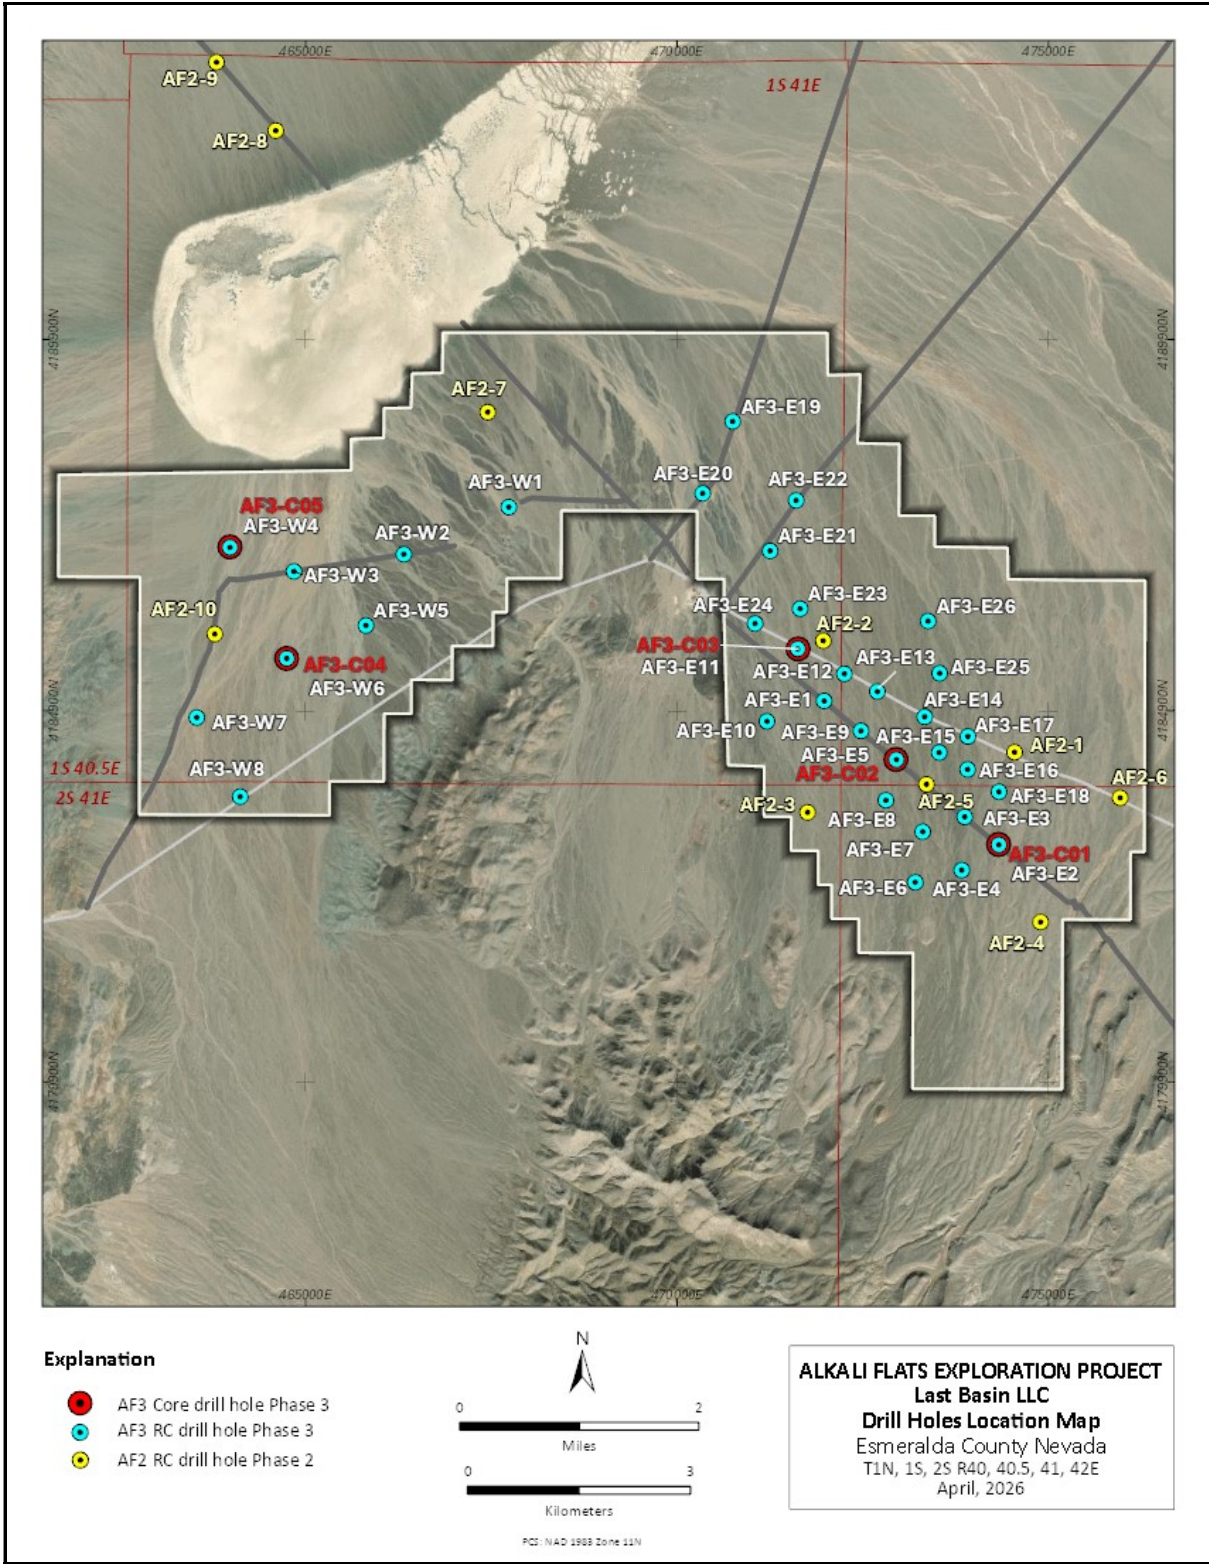 465000E
470000E
475000E
AF2-9
1S 41E
AF2-8
4189900N
4189900N
AF2-7
AF3-E19
AF3-W1
AF3-E20
AF3-E22
AF3-C05
AF3-W4
AF3-W2
AF3-E21
AF3-W3
AF2-10
AF3-W5
AF3-E24
AF3-E23
AF3-E26
AF2-2
AF3-C03
AF3-C04
AF3-E11
AF3-E12
AF3-E13
AF3-E25
AF3-W6
AF3-E1
AF3-E14
4184900N
4184900N
AF3-W7
AF3-E10
AF3-E9
AF3-E15
AF3-E17
AF3-E5
AF2-1
1S 40.5E
AF3-W8
AF3-C02
AF3-E16
AF2-6
2S 41E
AF2-3
AF2-5
AF3-E18
AF3-E8
AF3-E3
AF3-E7
AF3-C01
AF3-E2
AF3-E6
AF3-E4
AF2-4
4179900N
4179900N
465000E
470000E
475000E
Explanation
AF3 Core drill hole Phase 3
AF3 RC drill hole Phase 3
AF2 RC drill hole Phase 2
N
0 2
Miles
0 3
Kilometers
PCS: NAD 1983 Zone 11N
ALKALI FLATS EXPLORATION PROJECT
Last Basin LLC
Drill Holes Location Map
Esmeralda County Nevada
T1N, 1S, 2S R40, 40.5, 41, 42E
April, 2026